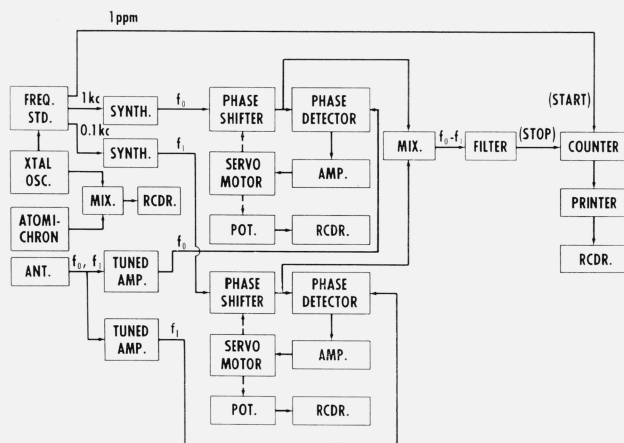 1ppm
FREQ. STD.
1kc
SYNTH.
f₀
PHASE SHIFTER
PHASE DETECTOR
0.1kc
SYNTH.
f₁
(START)
MIX.
f₀-f₁
FILTER
(STOP)
COUNTER
XTAL OSC.
SERVO MOTOR
AMP.
MIX.
RCDR.
PRINTER
ATOMI-CHRON
POT.
RCDR.
ANT.
f₀, f₁
TUNED AMP.
f₀
RCDR.
PHASE SHIFTER
PHASE DETECTOR
TUNED AMP.
f₁
SERVO MOTOR
AMP.
POT.
RCDR.